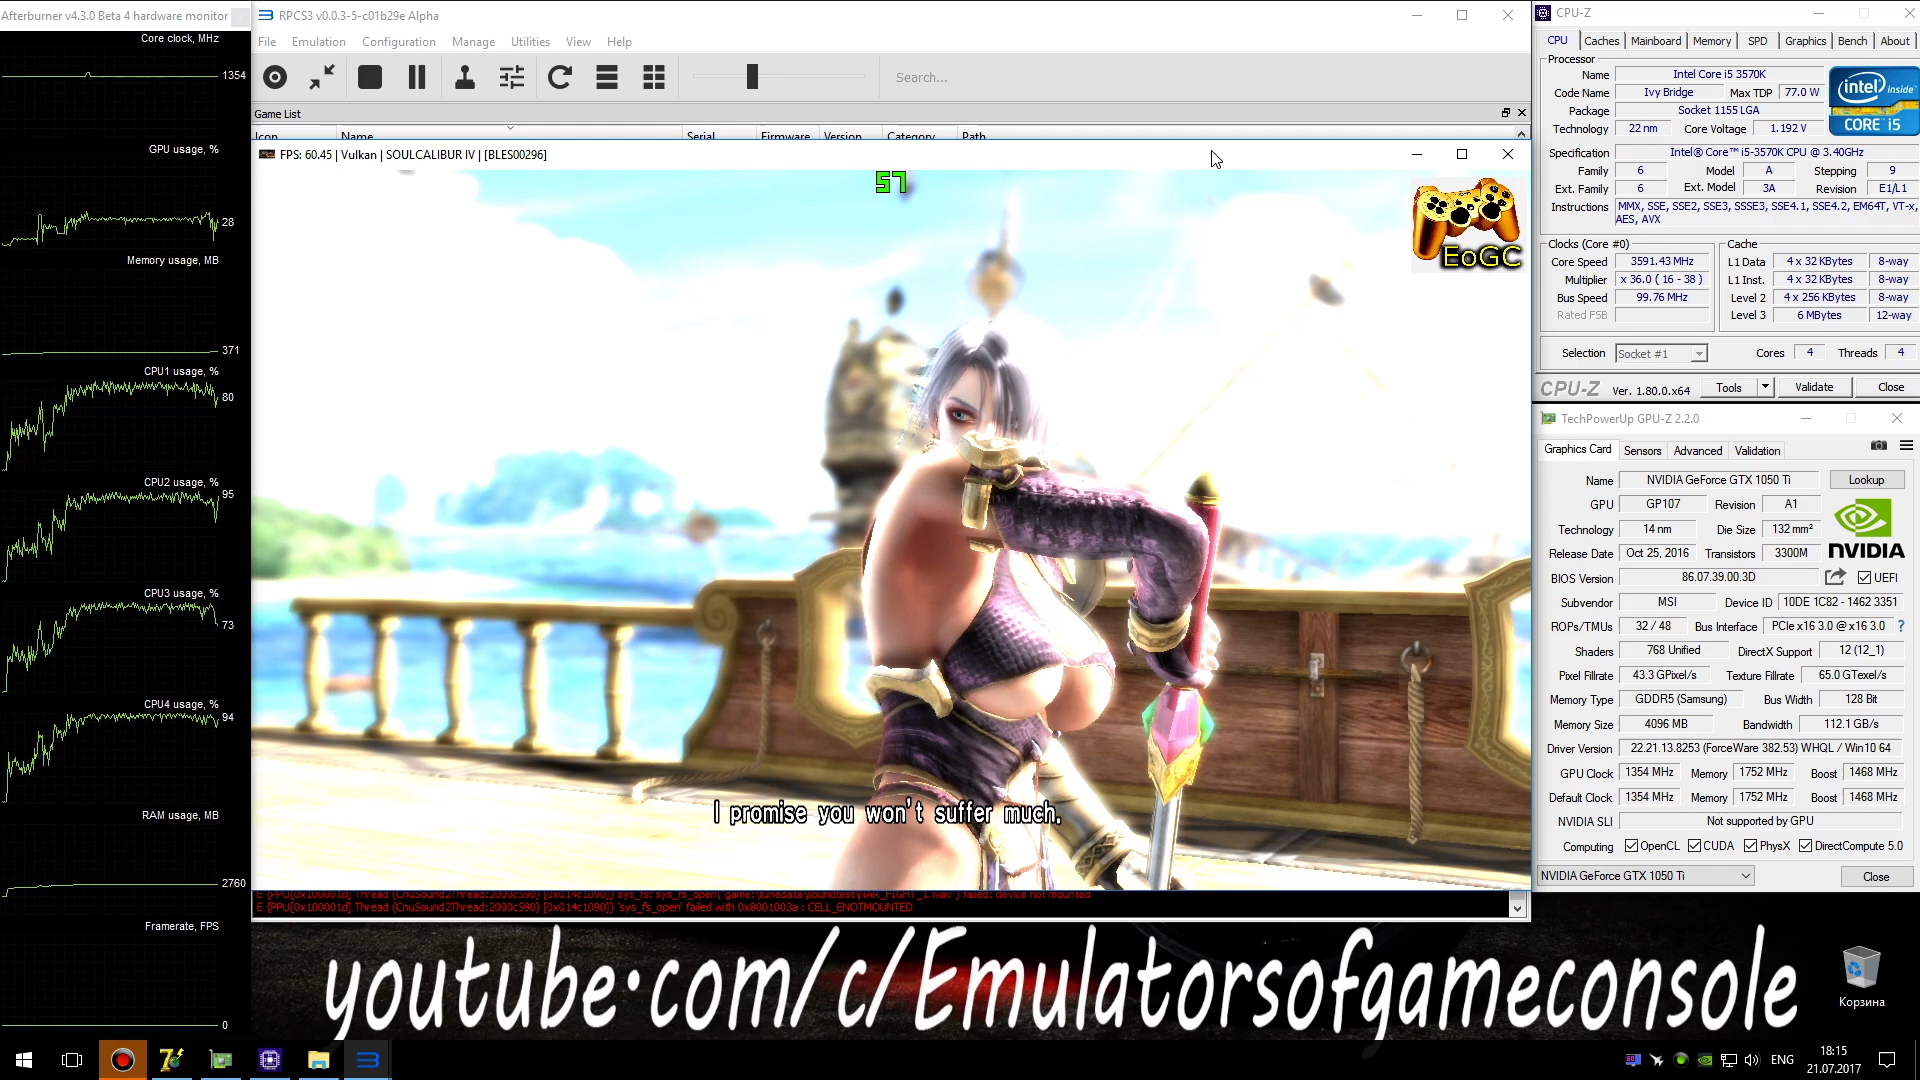 Afterburner v4.3.0 Beta 4 hardware monitor
Core clock, MHz
1354
GPU usage, %
28
Memory usage, MB
371
CPU1 usage, %
80
CPU2 usage, %
95
CPU3 usage, %
73
CPU4 usage, %
94
RAM usage, MB
2760
Framerate, FPS
0
RPCS3 v0.0.3-5-c01b29e Alpha
File Emulation Configuration Manage Utilities View Help
Search...
Game List
Icon Name Serial Firmware Version Category Path
FPS: 60.45 | Vulkan | SOULCALIBUR IV | [BLES00296]
57
EoGC
I promise you won't suffer much.
E {PPU[0x100001d] Thread (CnuSound2Thread:2000c590) [0x014c1090]} 'sys_fs_open' failed with 0x8001003a : CELL_ENOTMOUNTED
youtube.com/c/Emulatorsofgameconsole
CPU-Z
CPU Caches Mainboard Memory SPD Graphics Bench About
Processor
Name Intel Core i5 3570K
Code Name Ivy Bridge Max TDP 77.0 W
Package Socket 1155 LGA
Technology 22 nm Core Voltage 1.192 V
intel inside™
CORE i5
Specification Intel® Core™ i5-3570K CPU @ 3.40GHz
Family 6 Model A Stepping 9
Ext. Family 6 Ext. Model 3A Revision E1/L1
Instructions MMX, SSE, SSE2, SSE3, SSSE3, SSE4.1, SSE4.2, EM64T, VT-x,
AES, AVX
Clocks (Core #0)
Core Speed 3591.43 MHz
Multiplier x 36.0 ( 16 - 38 )
Bus Speed 99.76 MHz
Rated FSB
Cache
L1 Data 4 x 32 KBytes 8-way
L1 Inst. 4 x 32 KBytes 8-way
Level 2 4 x 256 KBytes 8-way
Level 3 6 MBytes 12-way
Selection Socket #1 Cores 4 Threads 4
CPU-Z Ver. 1.80.0.x64 Tools Validate Close
TechPowerUp GPU-Z 2.2.0
Graphics Card Sensors Advanced Validation
Name NVIDIA GeForce GTX 1050 Ti Lookup
GPU GP107 Revision A1
Technology 14 nm Die Size 132 mm²
Release Date Oct 25, 2016 Transistors 3300M
NVIDIA
BIOS Version 86.07.39.00.3D UEFI
Subvendor MSI Device ID 10DE 1C82 - 1462 3351
ROPs/TMUs 32 / 48 Bus Interface PCIe x16 3.0 @ x16 3.0 ?
Shaders 768 Unified DirectX Support 12 (12_1)
Pixel Fillrate 43.3 GPixel/s Texture Fillrate 65.0 GTexel/s
Memory Type GDDR5 (Samsung) Bus Width 128 Bit
Memory Size 4096 MB Bandwidth 112.1 GB/s
Driver Version 22.21.13.8253 (ForceWare 382.53) WHQL / Win10 64
GPU Clock 1354 MHz Memory 1752 MHz Boost 1468 MHz
Default Clock 1354 MHz Memory 1752 MHz Boost 1468 MHz
NVIDIA SLI Not supported by GPU
Computing OpenCL CUDA PhysX DirectCompute 5.0
NVIDIA GeForce GTX 1050 Ti Close
Корзина
ENG
18:15
21.07.2017